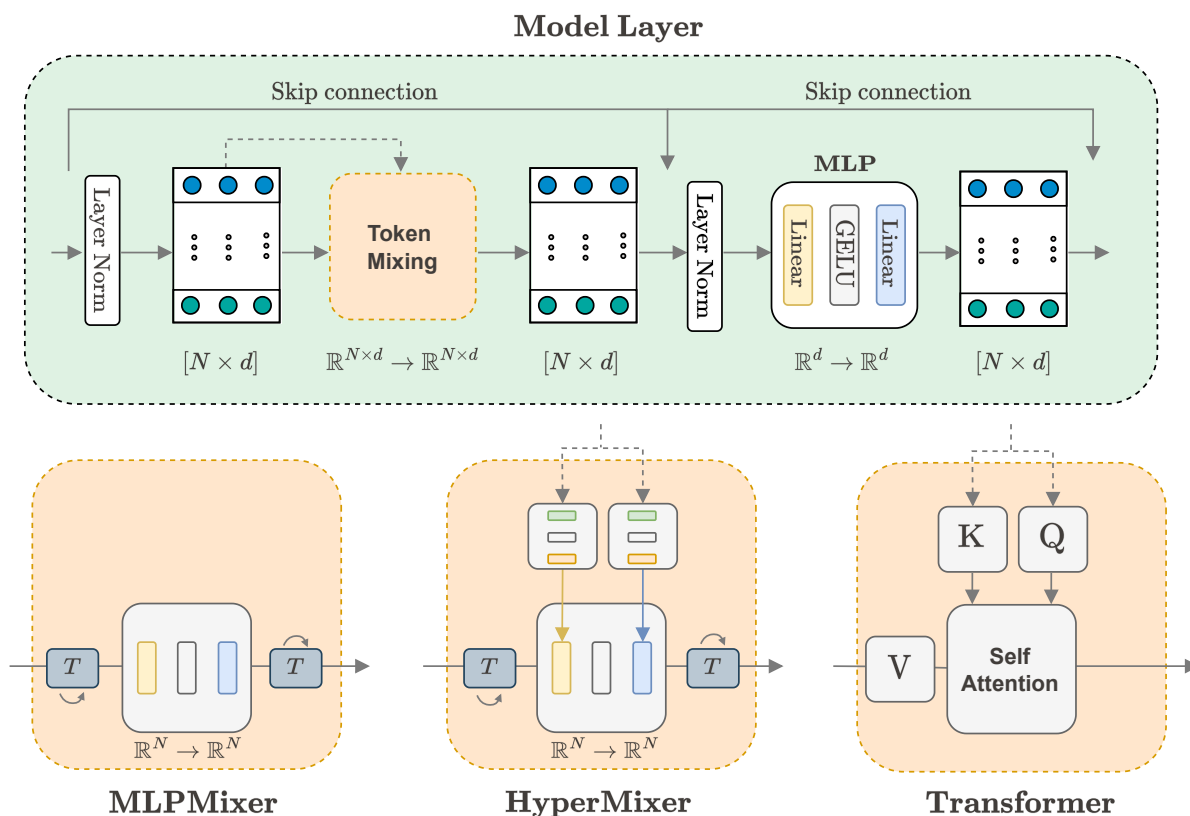 Model Layer
Skip connection
Skip connection
Layer Norm
Token
Mixing
Layer Norm
MLP
Linear
GELU
Linear
[N × d]
ℝ^{N×d} → ℝ^{N×d}
[N × d]
ℝ^d → ℝ^d
[N × d]
T
T
ℝ^N → ℝ^N
MLPMixer
T
T
ℝ^N → ℝ^N
HyperMixer
K
Q
V
Self
Attention
Transformer